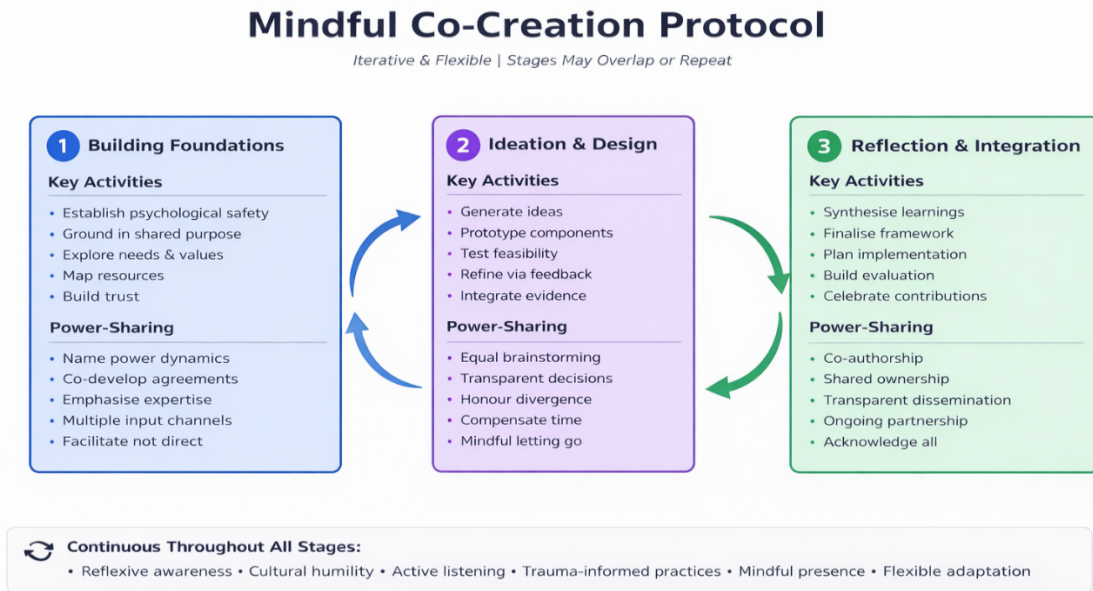 Mindful Co-Creation Protocol
Iterative & Flexible | Stages May Overlap or Repeat
1 Building Foundations
Key Activities
• Establish psychological safety
• Ground in shared purpose
• Explore needs & values
• Map resources
• Build trust
Power-Sharing
• Name power dynamics
• Co-develop agreements
• Emphasise expertise
• Multiple input channels
• Facilitate not direct
2 Ideation & Design
Key Activities
• Generate ideas
• Prototype components
• Test feasibility
• Refine via feedback
• Integrate evidence
Power-Sharing
• Equal brainstorming
• Transparent decisions
• Honour divergence
• Compensate time
• Mindful letting go
3 Reflection & Integration
Key Activities
• Synthesise learnings
• Finalise framework
• Plan implementation
• Build evaluation
• Celebrate contributions
Power-Sharing
• Co-authorship
• Shared ownership
• Transparent dissemination
• Ongoing partnership
• Acknowledge all
Continuous Throughout All Stages:
• Reflexive awareness • Cultural humility • Active listening • Trauma-informed practices • Mindful presence • Flexible adaptation